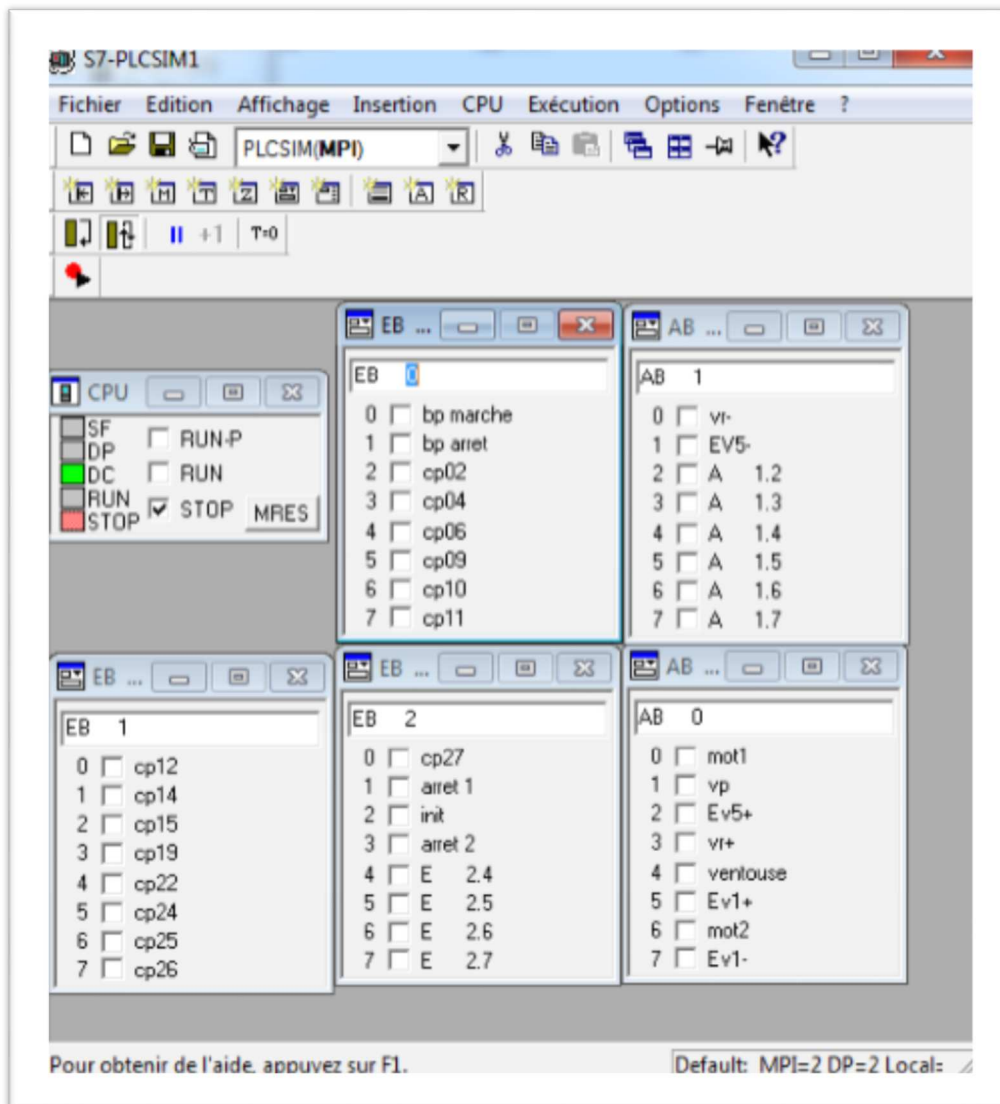 S7-PLCSIM1
Fichier Edition Affichage Insertion CPU Exécution Options Fenêtre ?
PLCSIM(MPI)
+1 T=0
EB ...
EB 0
0 bp marche
1 bp arret
2 cp02
3 cp04
4 cp06
5 cp09
6 cp10
7 cp11
AB ...
AB 1
0 vr-
1 EV5-
2 A 1.2
3 A 1.3
4 A 1.4
5 A 1.5
6 A 1.6
7 A 1.7
CPU
SF
DP
DC
RUN
STOP
RUN-P
RUN
STOP
MRES
EB ...
EB 1
0 cp12
1 cp14
2 cp15
3 cp19
4 cp22
5 cp24
6 cp25
7 cp26
EB ...
EB 2
0 cp27
1 arret 1
2 init
3 arret 2
4 E 2.4
5 E 2.5
6 E 2.6
7 E 2.7
AB ...
AB 0
0 mot1
1 vp
2 Ev5+
3 vr+
4 ventouse
5 Ev1+
6 mot2
7 Ev1-
Pour obtenir de l'aide, appuyez sur F1.
Default: MPI=2 DP=2 Local=